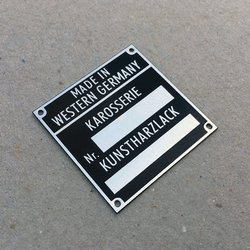 MADE IN
WESTERN GERMANY
KAROSSERIE
Nr.
KUNSTHARZLACK